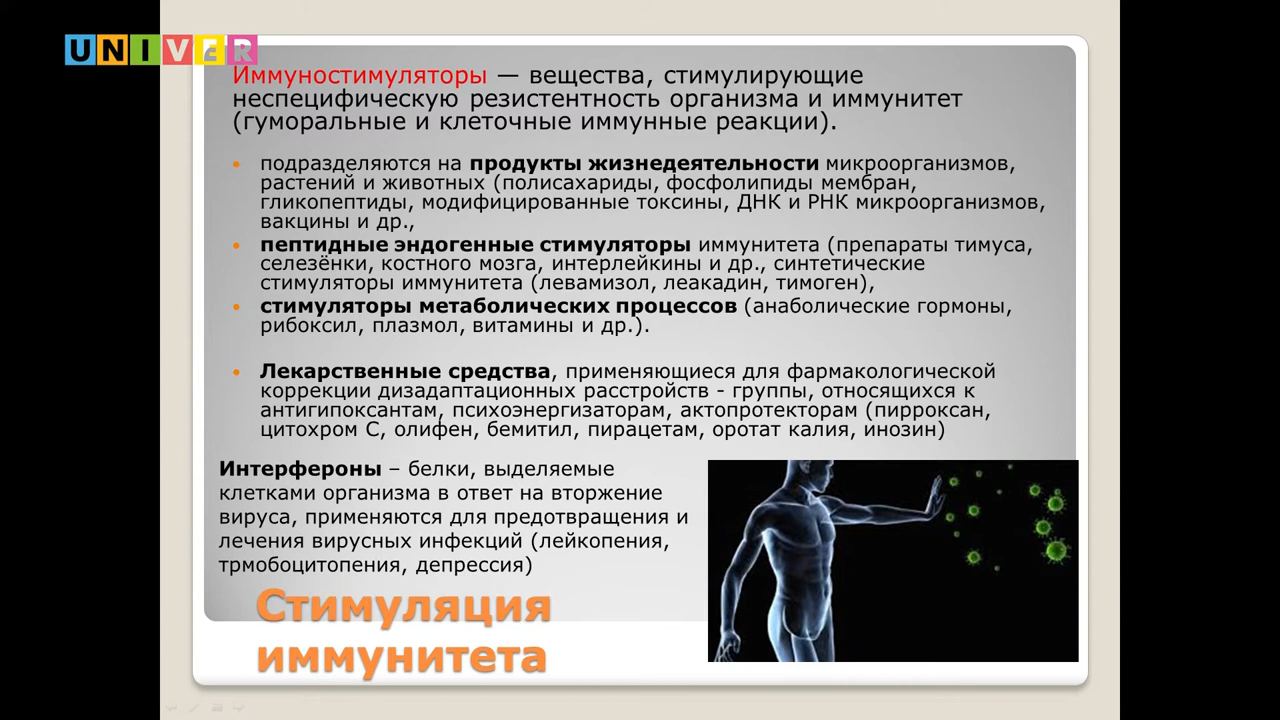 UNIVER
Иммуностимуляторы — вещества, стимулирующие
неспецифическую резистентность организма и иммунитет
(гуморальные и клеточные иммунные реакции).
• подразделяются на продукты жизнедеятельности микроорганизмов,
растений и животных (полисахариды, фосфолипиды мембран,
гликопептиды, модифицированные токсины, ДНК и РНК микроорганизмов,
вакцины и др.,
• пептидные эндогенные стимуляторы иммунитета (препараты тимуса,
селезёнки, костного мозга, интерлейкины и др., синтетические
стимуляторы иммунитета (левамизол, леакадин, тимоген),
• стимуляторы метаболических процессов (анаболические гормоны,
рибоксил, плазмол, витамины и др.).
• Лекарственные средства, применяющиеся для фармакологической
коррекции дизадаптационных расстройств - группы, относящихся к
антигипоксантам, психоэнергизаторам, актопротекторам (пирроксан,
цитохром С, олифен, бемитил, пирацетам, оротат калия, инозин)
Интерфероны – белки, выделяемые
клетками организма в ответ на вторжение
вируса, применяются для предотвращения и
лечения вирусных инфекций (лейкопения,
трмобоцитопения, депрессия)
Стимуляция
иммунитета